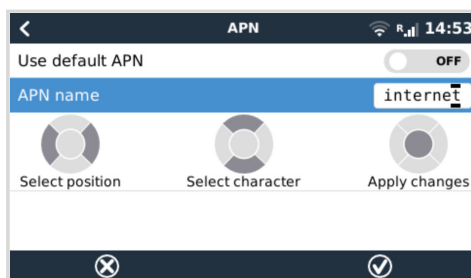 APN R 14:53
Use default APN OFF
APN name internet
Select position Select character Apply changes